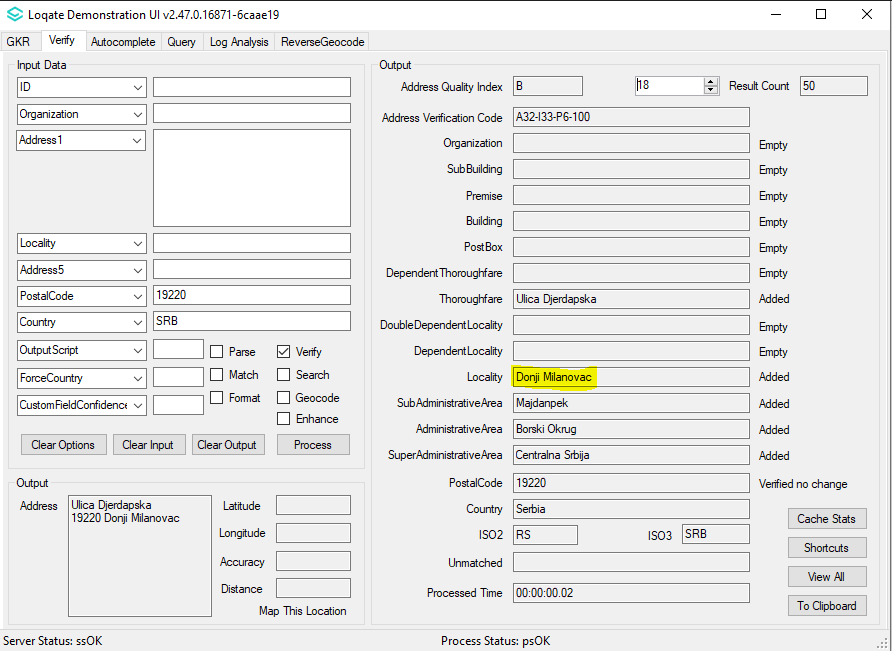 Loqate Demonstration UI v2.47.0.16871-6caae19
GKR Verify Autocomplete Query Log Analysis ReverseGeocode
Input Data
ID
Organization
Address1
Locality
Address5
PostalCode 19220
Country SRB
OutputScript Parse Verify
ForceCountry Match Search
CustomFieldConfidence Format Geocode
Enhance
Clear Options Clear Input Clear Output Process
Output
Address Ulica Djerdapska
19220 Donji Milanovac
Latitude
Longitude
Accuracy
Distance
Map This Location
Output
Address Quality Index B 18 Result Count 50
Address Verification Code A32-I33-P6-100
Organization Empty
SubBuilding Empty
Premise Empty
Building Empty
PostBox Empty
DependentThoroughfare Empty
Thoroughfare Ulica Djerdapska Added
DoubleDependentLocality Empty
DependentLocality Empty
Locality Donji Milanovac Added
SubAdministrativeArea Majdanpek Added
AdministrativeArea Borski Okrug Added
SuperAdministrativeArea Centralna Srbija Added
PostalCode 19220 Verified no change
Country Serbia
ISO2 RS ISO3 SRB
Unmatched
Processed Time 00:00:00.02
Cache Stats
Shortcuts
View All
To Clipboard
Server Status: ssOK Process Status: psOK